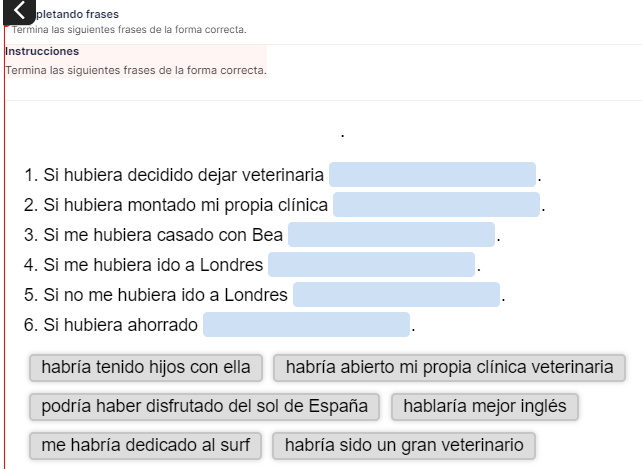 pletando frases
Termina las siguientes frases de la forma correcta.
Instrucciones
Termina las siguientes frases de la forma correcta.
.
1. Si hubiera decidido dejar veterinaria .
2. Si hubiera montado mi propia clínica .
3. Si me hubiera casado con Bea .
4. Si me hubiera ido a Londres .
5. Si no me hubiera ido a Londres .
6. Si hubiera ahorrado .
habría tenido hijos con ella habría abierto mi propia clínica veterinaria
podría haber disfrutado del sol de España hablaría mejor inglés
me habría dedicado al surf habría sido un gran veterinario